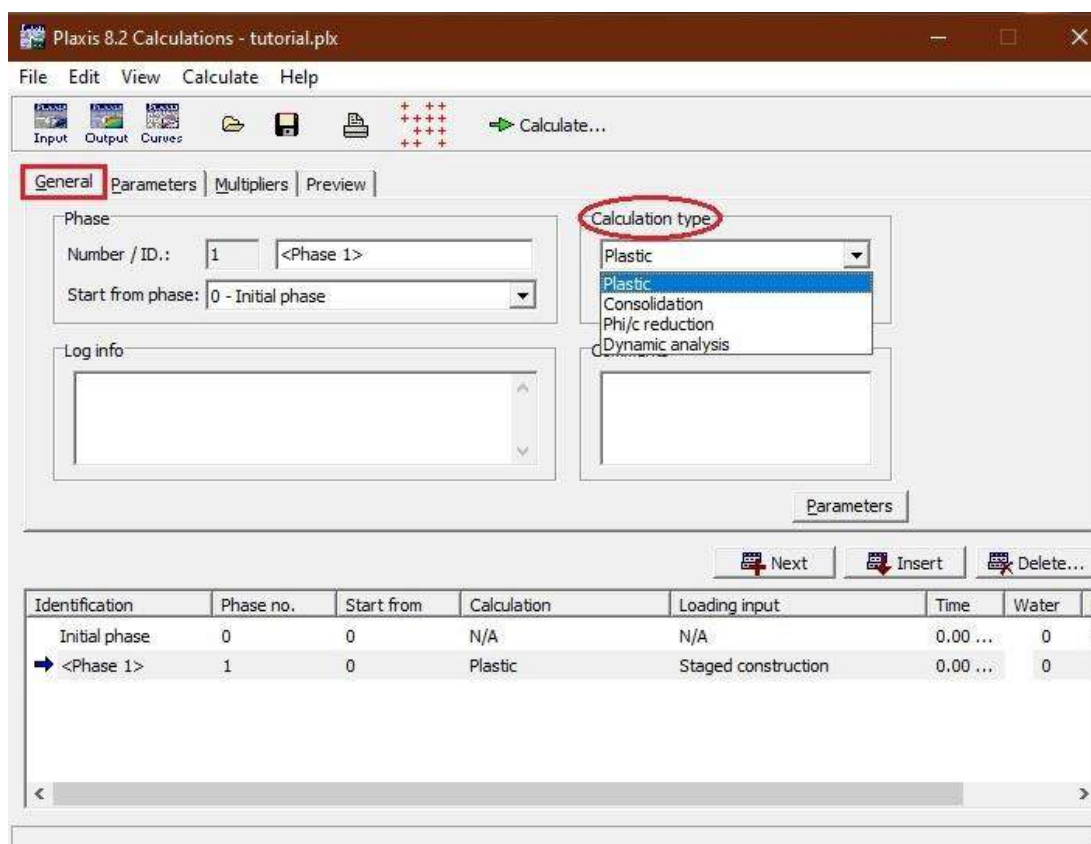 Plaxis 8.2 Calculations - tutorial.plx
File Edit View Calculate Help
Input Output Curves Calculate...
General Parameters Multipliers Preview
Phase
Number / ID.: 1 <Phase 1>
Start from phase: 0 - Initial phase
Calculation type
Plastic
Plastic
Consolidation
Phi/c reduction
Dynamic analysis
Log info
Parameters
Next Insert Delete...
Identification Phase no. Start from Calculation Loading input Time Water
Initial phase 0 0 N/A N/A 0.00 ... 0
<Phase 1> 1 0 Plastic Staged construction 0.00 ... 0